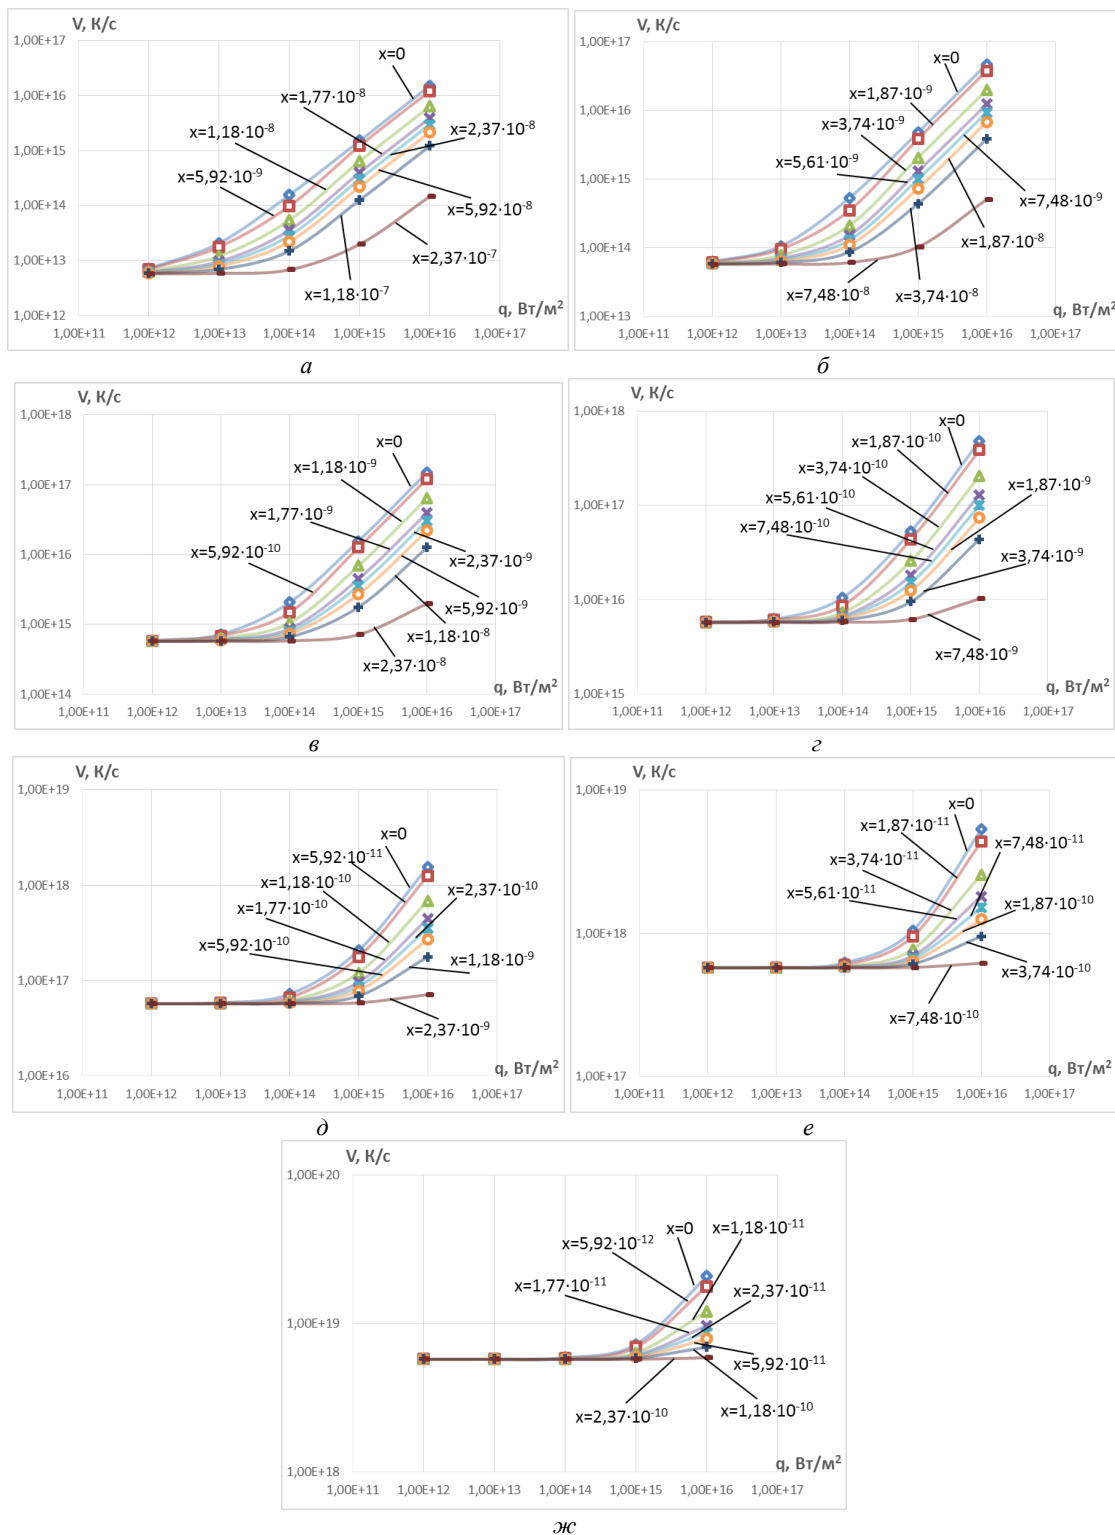 V, К/с
1,00E+17
1,00E+16
1,00E+15
1,00E+14
1,00E+13
1,00E+12
x=0
x=1,77·10⁻⁸
x=1,18·10⁻⁸
x=2,37·10⁻⁸
x=5,92·10⁻⁹
x=5,92·10⁻⁸
x=2,37·10⁻⁷
x=1,18·10⁻⁷
q, Вт/м²
1,00E+11 1,00E+12 1,00E+13 1,00E+14 1,00E+15 1,00E+16 1,00E+17
а
V, К/с
1,00E+17
1,00E+16
1,00E+15
1,00E+14
1,00E+13
x=0
x=1,87·10⁻⁹
x=3,74·10⁻⁹
x=5,61·10⁻⁹
x=7,48·10⁻⁹
x=1,87·10⁻⁸
x=7,48·10⁻⁸
x=3,74·10⁻⁸
q, Вт/м²
1,00E+11 1,00E+12 1,00E+13 1,00E+14 1,00E+15 1,00E+16 1,00E+17
б
V, К/с
1,00E+18
1,00E+17
1,00E+16
1,00E+15
1,00E+14
x=0
x=1,18·10⁻⁹
x=1,77·10⁻⁹
x=5,92·10⁻¹⁰
x=2,37·10⁻⁹
x=5,92·10⁻⁹
x=1,18·10⁻⁸
x=2,37·10⁻⁸
q, Вт/м²
1,00E+11 1,00E+12 1,00E+13 1,00E+14 1,00E+15 1,00E+16 1,00E+17
в
V, К/с
1,00E+18
1,00E+17
1,00E+16
1,00E+15
x=0
x=1,87·10⁻¹⁰
x=3,74·10⁻¹⁰
x=5,61·10⁻¹⁰
x=1,87·10⁻⁹
x=7,48·10⁻¹⁰
x=3,74·10⁻⁹
x=7,48·10⁻⁹
q, Вт/м²
1,00E+11 1,00E+12 1,00E+13 1,00E+14 1,00E+15 1,00E+16 1,00E+17
г
V, К/с
1,00E+19
1,00E+18
1,00E+17
1,00E+16
x=0
x=5,92·10⁻¹¹
x=1,18·10⁻¹⁰
x=2,37·10⁻¹⁰
x=1,77·10⁻¹⁰
x=5,92·10⁻¹⁰
x=1,18·10⁻⁹
x=2,37·10⁻⁹
q, Вт/м²
1,00E+11 1,00E+12 1,00E+13 1,00E+14 1,00E+15 1,00E+16 1,00E+17
д
V, К/с
1,00E+19
1,00E+18
1,00E+17
x=0
x=1,87·10⁻¹¹
x=7,48·10⁻¹¹
x=3,74·10⁻¹¹
x=5,61·10⁻¹¹
x=1,87·10⁻¹⁰
x=3,74·10⁻¹⁰
x=7,48·10⁻¹⁰
q, Вт/м²
1,00E+11 1,00E+12 1,00E+13 1,00E+14 1,00E+15 1,00E+16 1,00E+17
е
V, К/с
1,00E+20
1,00E+19
1,00E+18
x=0
x=1,18·10⁻¹¹
x=5,92·10⁻¹²
x=1,77·10⁻¹¹
x=2,37·10⁻¹¹
x=5,92·10⁻¹¹
x=2,37·10⁻¹⁰
x=1,18·10⁻¹⁰
q, Вт/м²
1,00E+11 1,00E+12 1,00E+13 1,00E+14 1,00E+15 1,00E+16 1,00E+17
ж